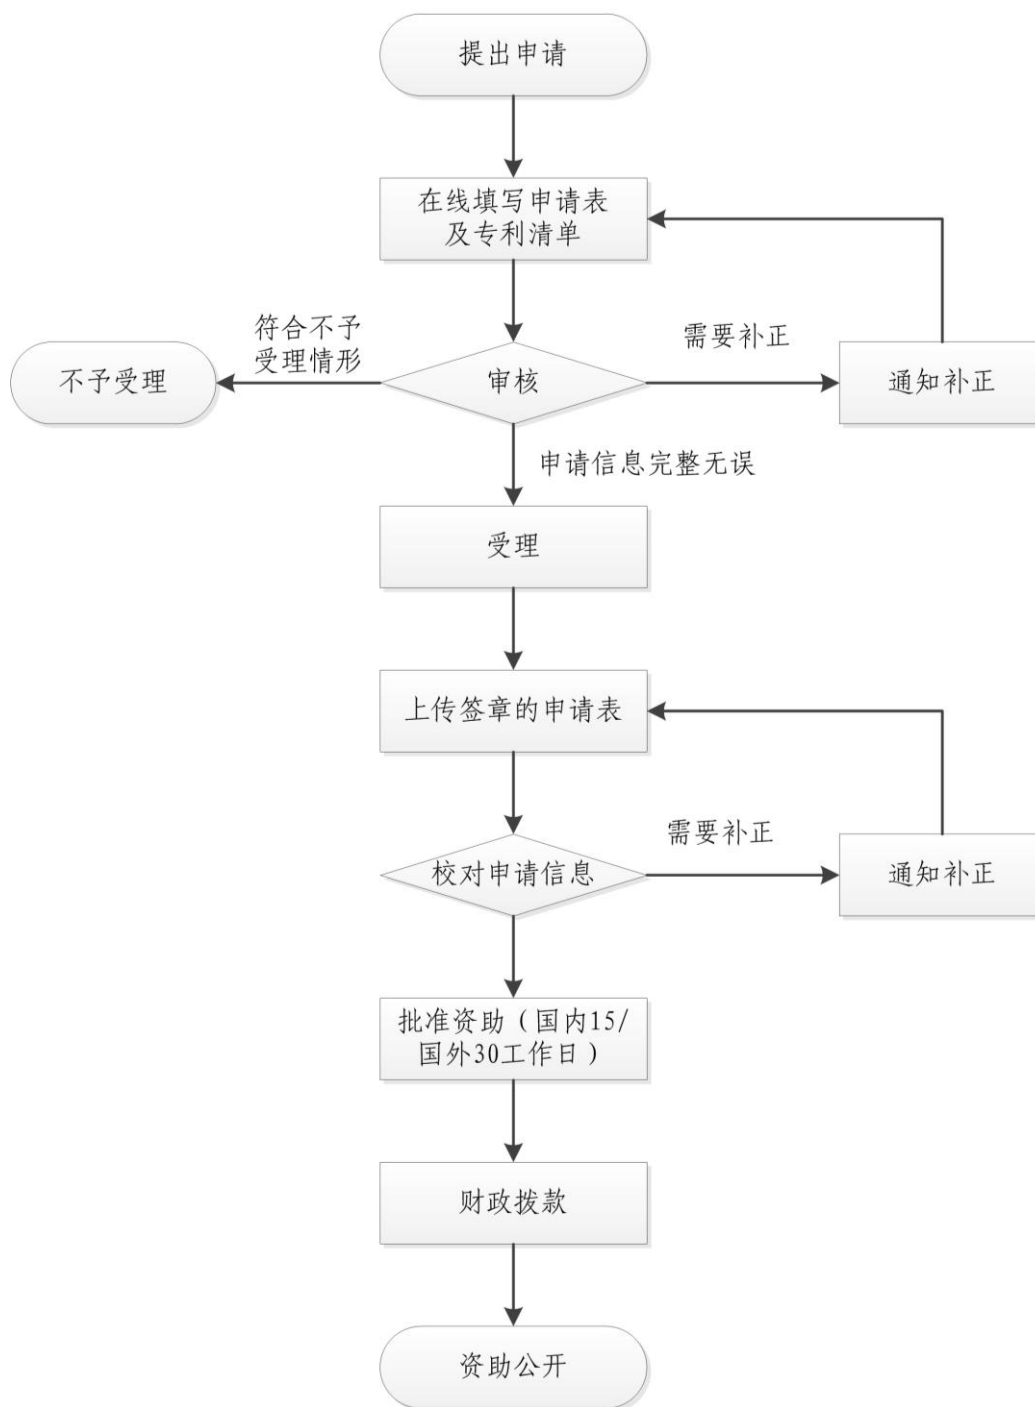 提出申请
在线填写申请表
及专利清单
符合不予
受理情形
需要补正
不予受理
审核
通知补正
申请信息完整无误
受理
上传签章的申请表
需要补正
校对申请信息
通知补正
批准资助（国内15/
国外30工作日）
财政拨款
资助公开